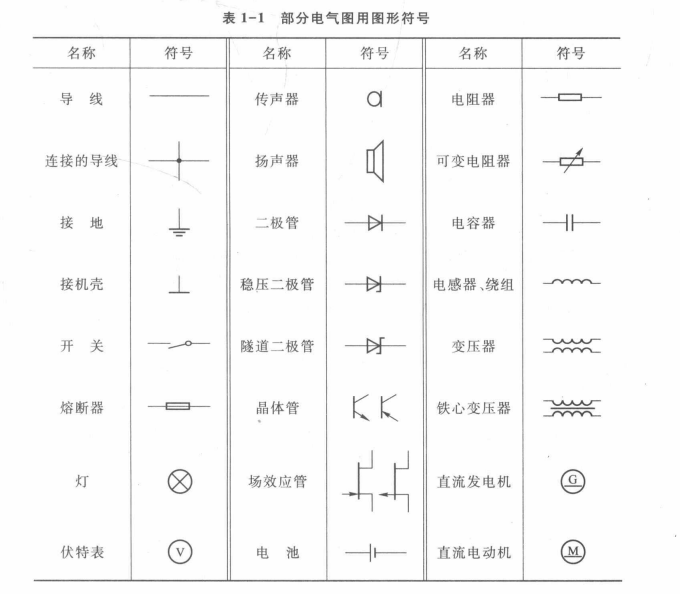 表 1-1 部分电气图用图形符号
名称 符号 名称 符号 名称 符号
导 线 传声器 电阻器
连接的导线 扬声器 可变电阻器
接 地 二极管 电容器
接机壳 稳压二极管 电感器、绕组
开 关 隧道二极管 变压器
熔断器 晶体管 铁心变压器
灯 场效应管 直流发电机 G
伏特表 V 电 池 直流电动机 M